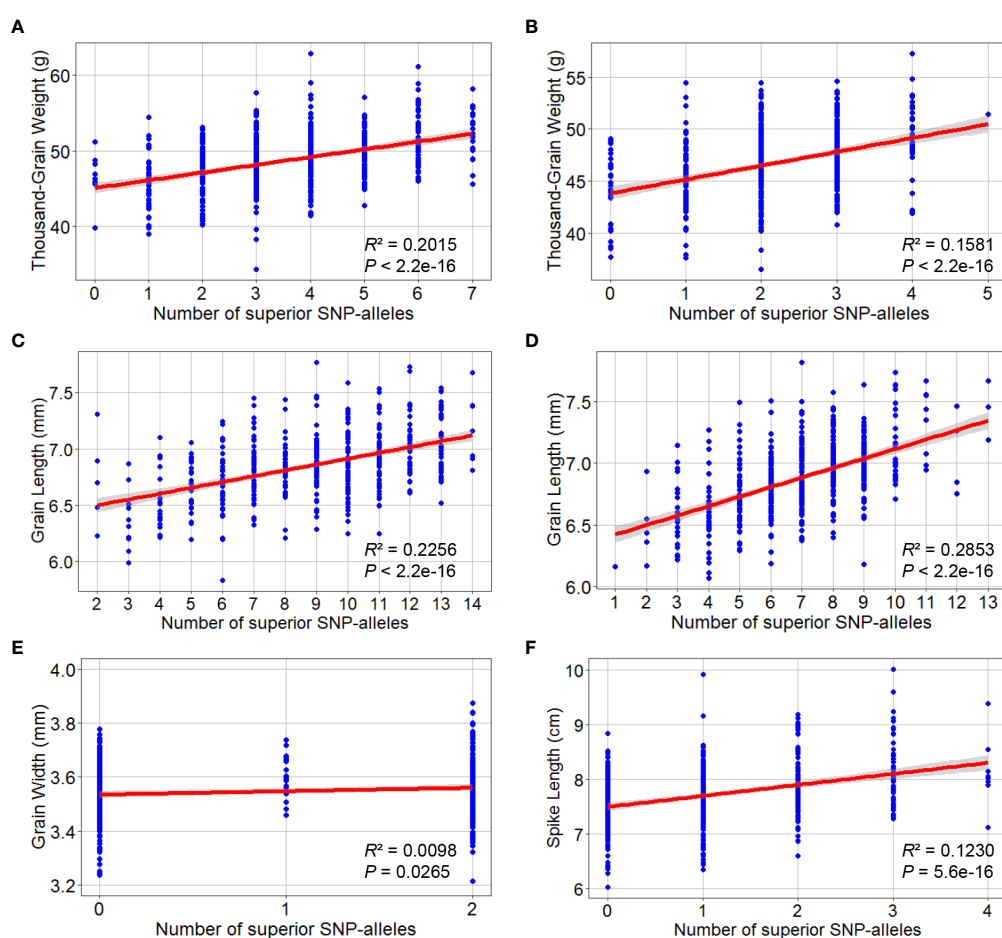 A
Thousand-Grain Weight (g)
60
50
40
R² = 0.2015
P < 2.2e-16
0 1 2 3 4 5 6 7
Number of superior SNP-alleles
B
Thousand-Grain Weight (g)
55
50
45
40
R² = 0.1581
P < 2.2e-16
0 1 2 3 4 5
Number of superior SNP-alleles
C
Grain Length (mm)
7.5
7.0
6.5
6.0
R² = 0.2256
P < 2.2e-16
2 3 4 5 6 7 8 9 10 11 12 13 14
Number of superior SNP-alleles
D
Grain Length (mm)
7.5
7.0
6.5
6.0
R² = 0.2853
P < 2.2e-16
1 2 3 4 5 6 7 8 9 10 11 12 13
Number of superior SNP-alleles
E
Grain Width (mm)
4.0
3.8
3.6
3.4
3.2
R² = 0.0098
P = 0.0265
0 1 2
Number of superior SNP-alleles
F
Spike Length (cm)
10
9
8
7
6
R² = 0.1230
P = 5.6e-16
0 1 2 3 4
Number of superior SNP-alleles